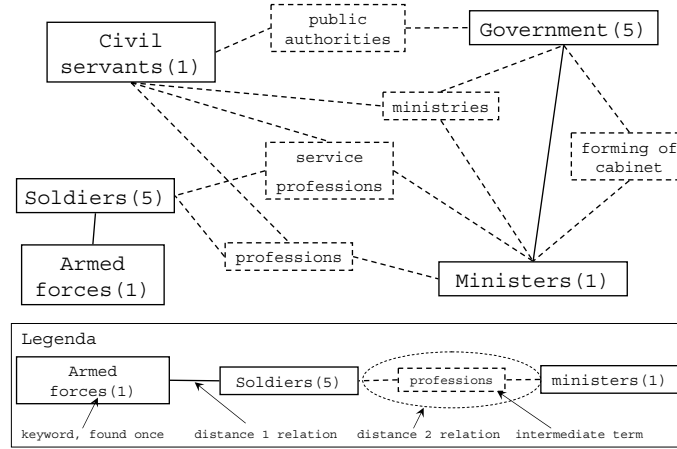 public
authorities
Civil
servants(1)
Government(5)
ministries
service
professions
forming of
cabinet
Soldiers(5)
professions
Armed
forces(1)
Ministers(1)
Legenda
Armed
forces(1)
Soldiers(5)
professions
ministers(1)
keyword, found once
distance 1 relation
distance 2 relation
intermediate term